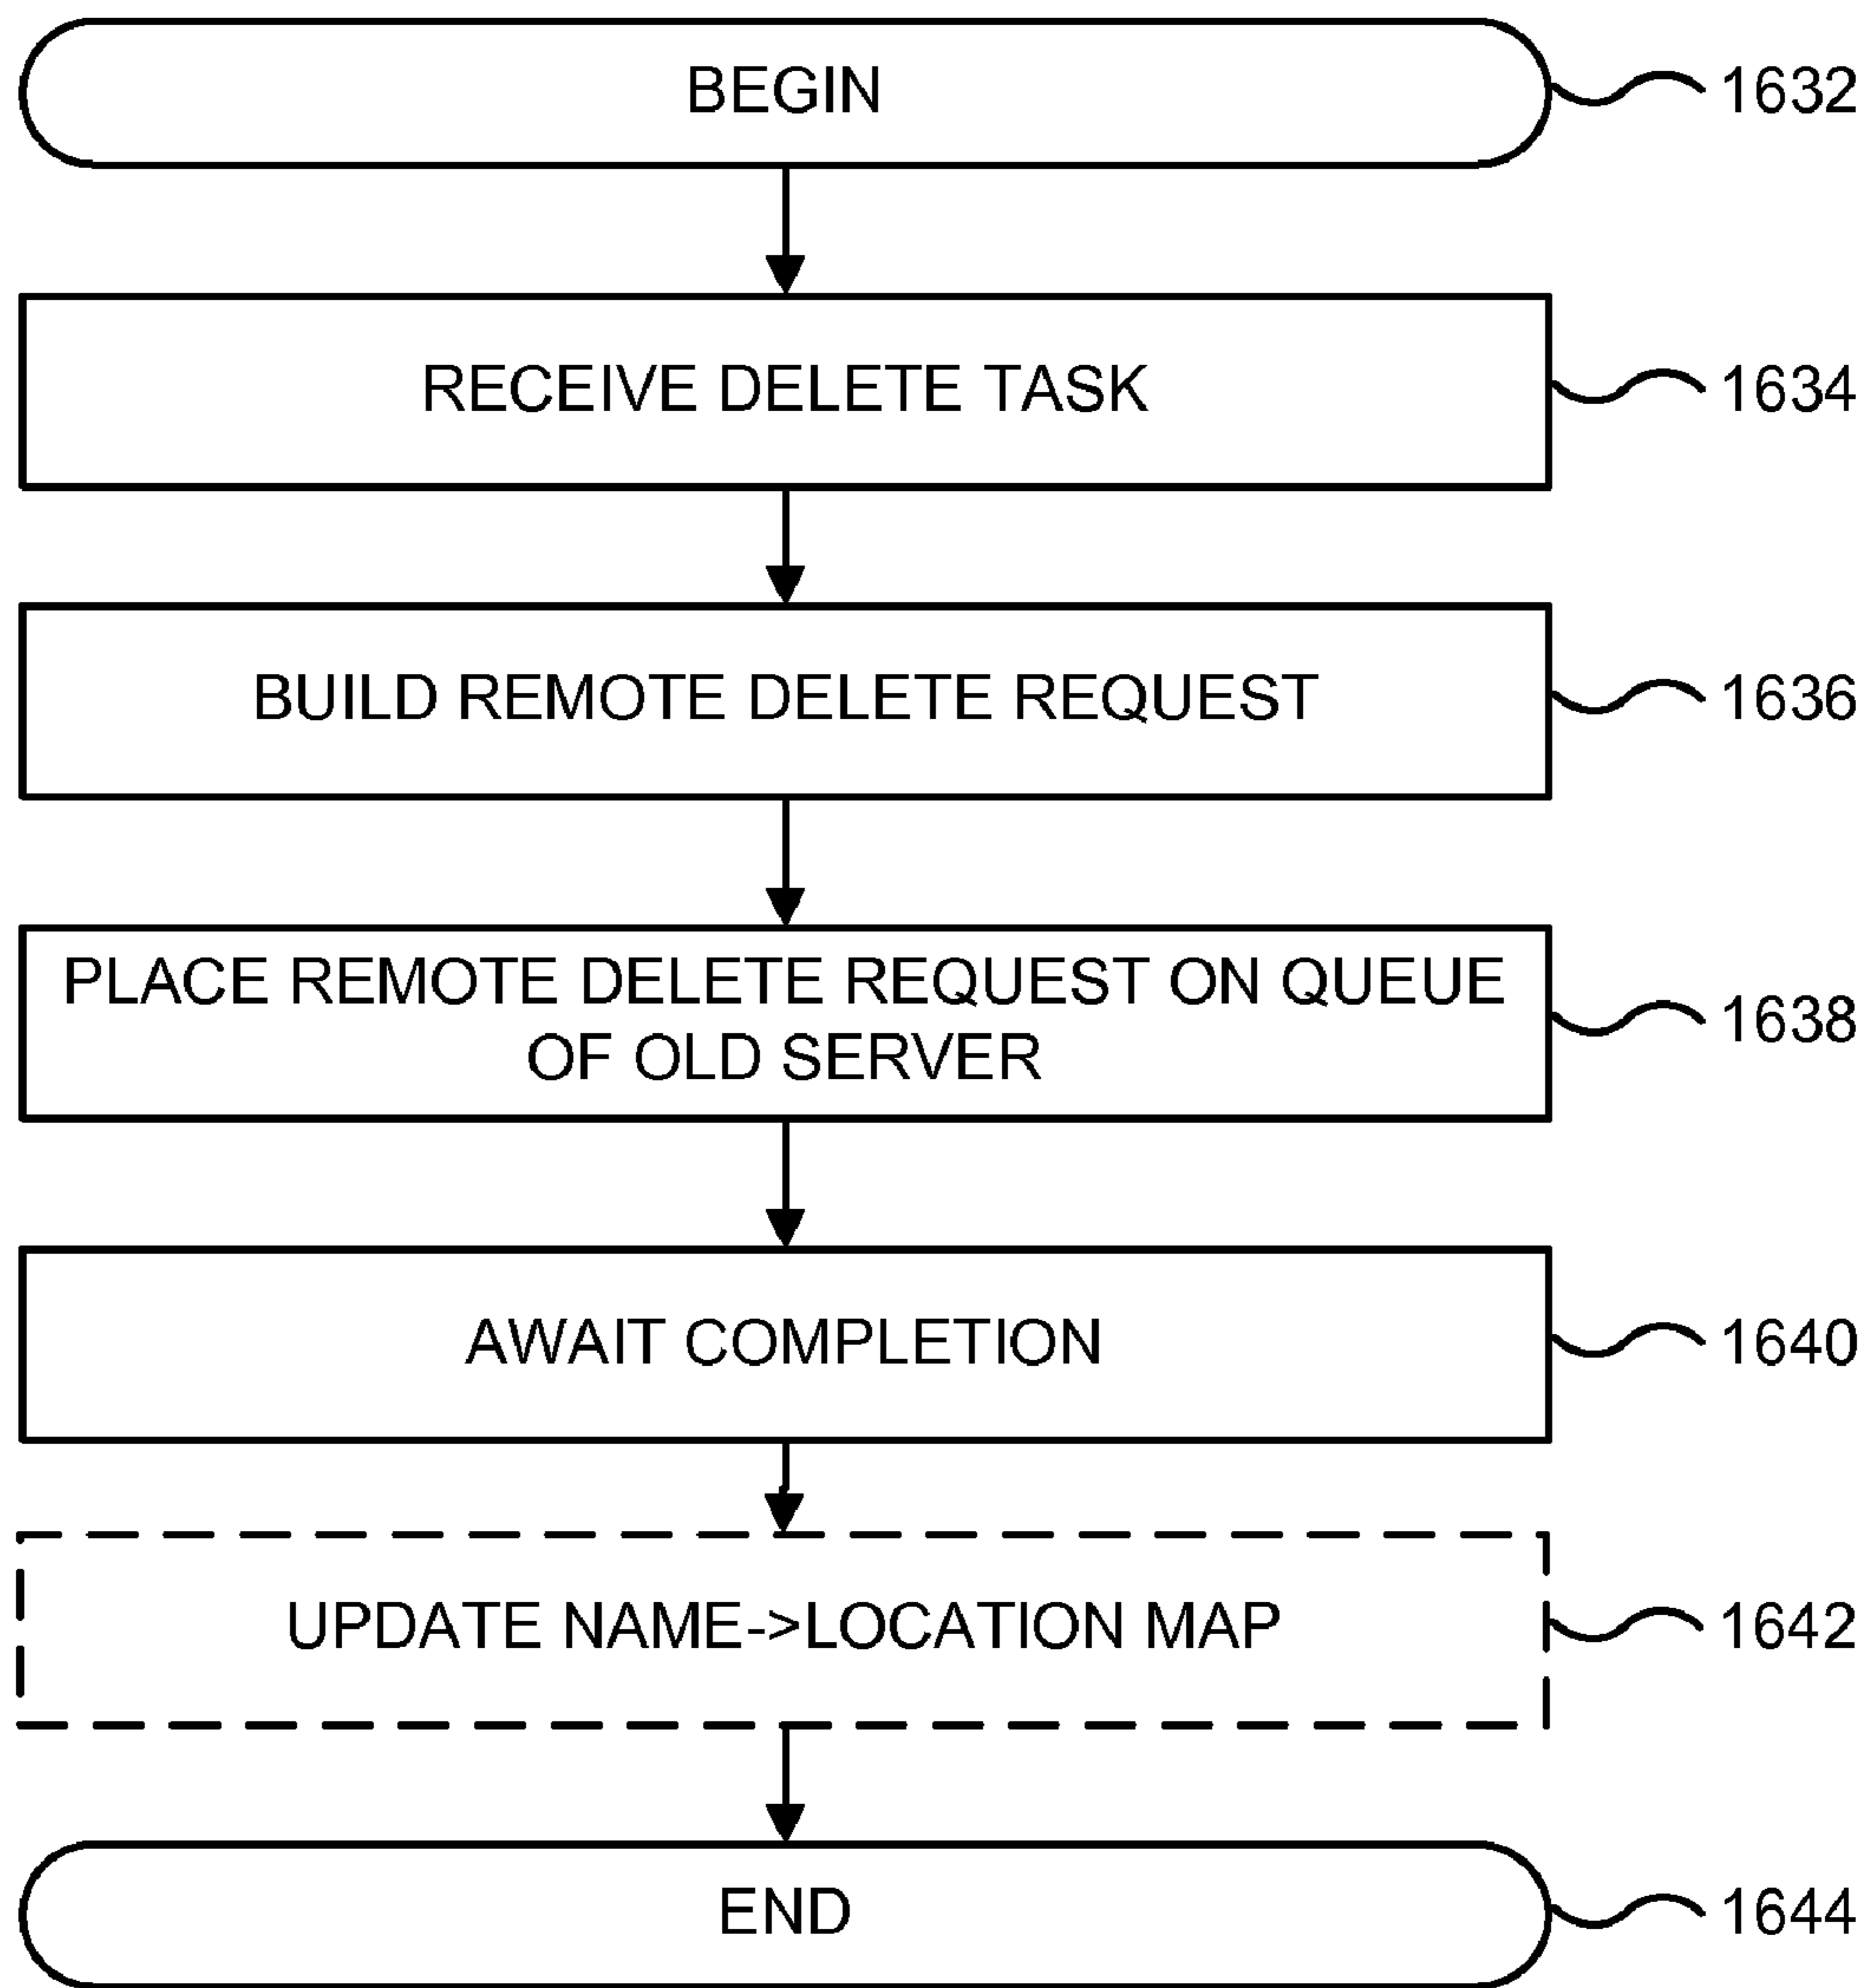 BEGIN
1632
RECEIVE DELETE TASK
1634
BUILD REMOTE DELETE REQUEST
1636
PLACE REMOTE DELETE REQUEST ON QUEUE
OF OLD SERVER
1638
AWAIT COMPLETION
1640
UPDATE NAME->LOCATION MAP
1642
END
1644